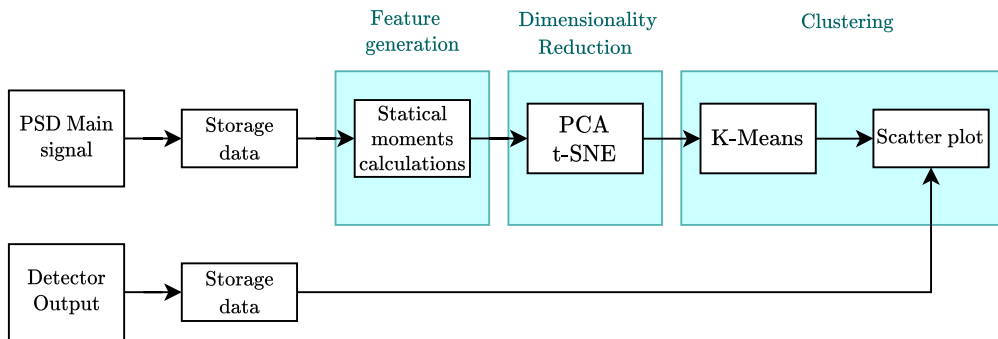 Feature
generation
Dimensionality
Reduction
Clustering
PSD Main
signal
Storage
data
Statical
moments
calculations
PCA
t-SNE
K-Means
Scatter plot
Detector
Output
Storage
data